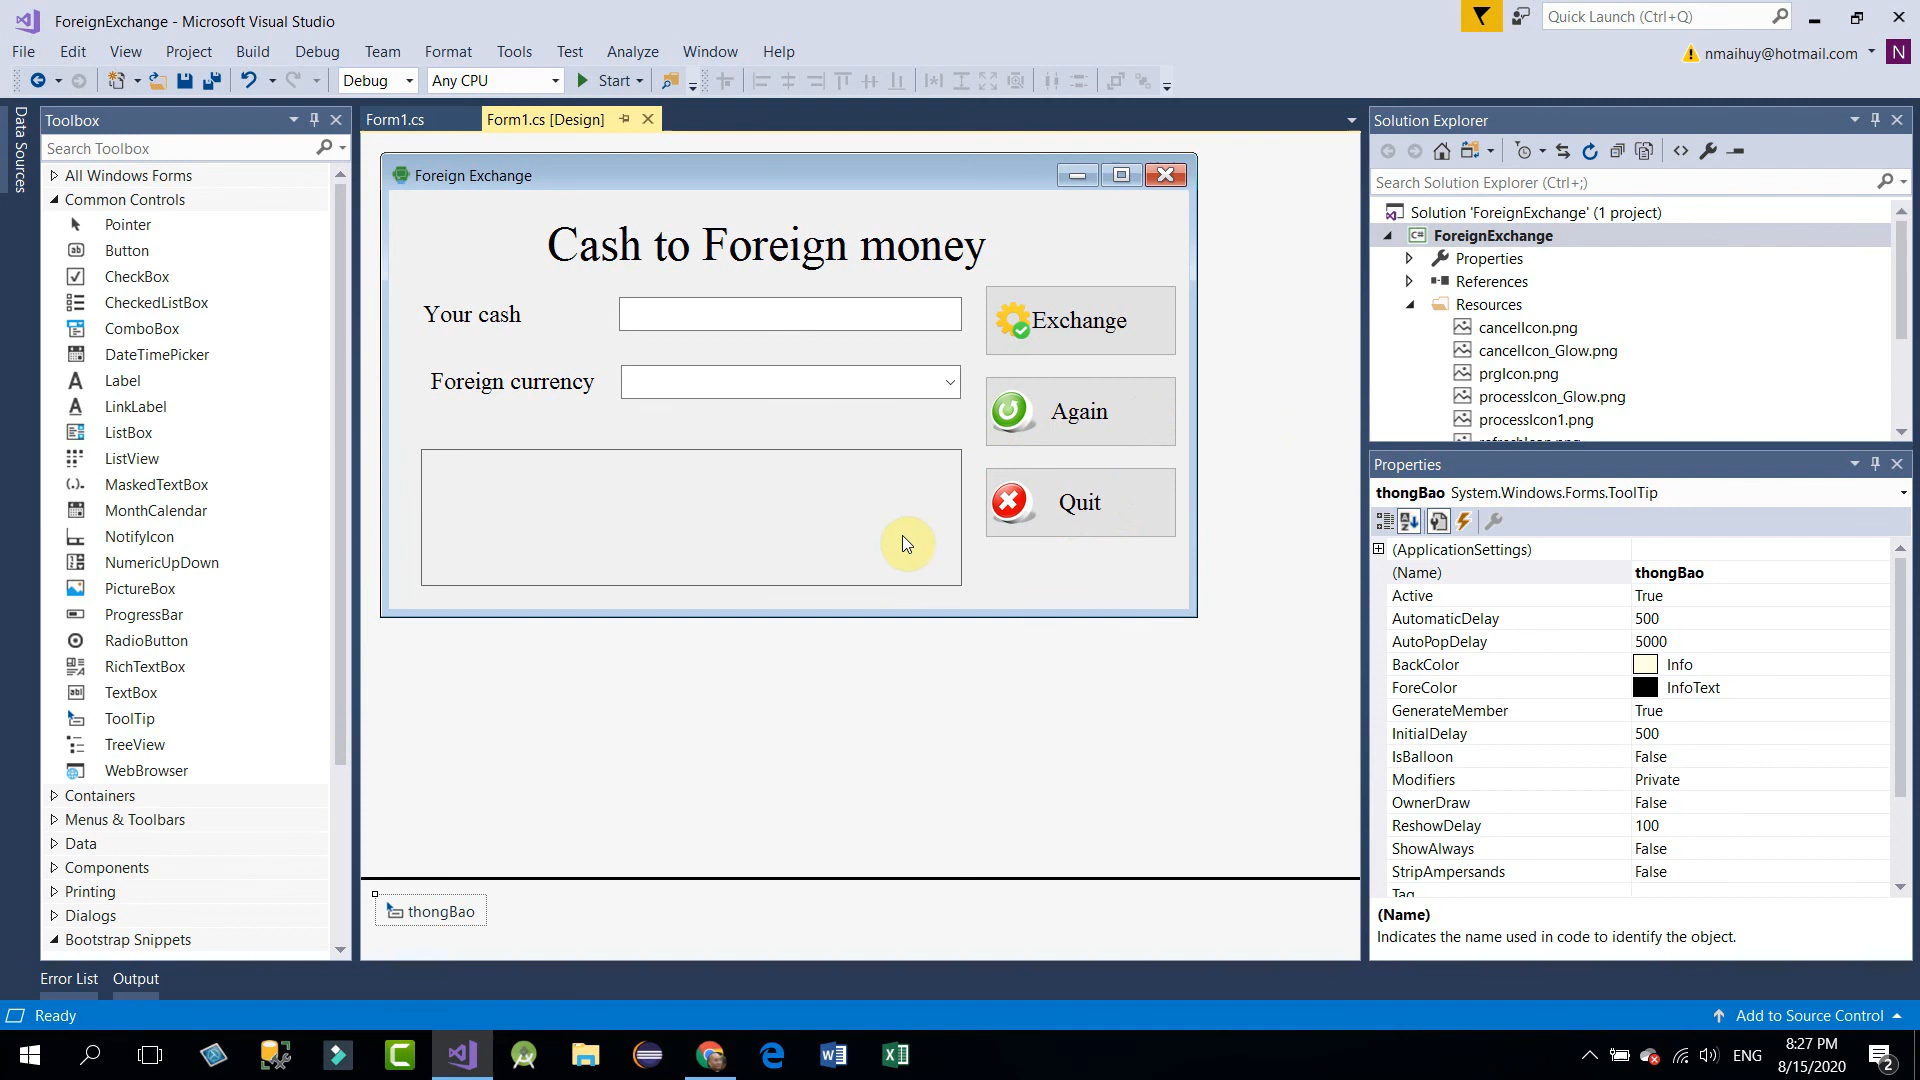 ForeignExchange - Microsoft Visual Studio
Quick Launch (Ctrl+Q)
File Edit View Project Build Debug Team Format Tools Test Analyze Window Help
nmaihuy@hotmail.com N
Debug Any CPU Start
Data Sources
Toolbox
Search Toolbox
All Windows Forms
Common Controls
Pointer
Button
CheckBox
CheckedListBox
ComboBox
DateTimePicker
Label
LinkLabel
ListBox
ListView
MaskedTextBox
MonthCalendar
NotifyIcon
NumericUpDown
PictureBox
ProgressBar
RadioButton
RichTextBox
TextBox
ToolTip
TreeView
WebBrowser
Containers
Menus & Toolbars
Data
Components
Printing
Dialogs
Bootstrap Snippets
Form1.cs Form1.cs [Design]
Foreign Exchange
Cash to Foreign money
Your cash
Exchange
Foreign currency
Again
Quit
thongBao
Solution Explorer
Search Solution Explorer (Ctrl+;)
Solution 'ForeignExchange' (1 project)
ForeignExchange
Properties
References
Resources
cancelIcon.png
cancelIcon_Glow.png
prgIcon.png
processIcon_Glow.png
processIcon1.png
Properties
thongBao System.Windows.Forms.ToolTip
(ApplicationSettings)
(Name) thongBao
Active True
AutomaticDelay 500
AutoPopDelay 5000
BackColor Info
ForeColor InfoText
GenerateMember True
InitialDelay 500
IsBalloon False
Modifiers Private
OwnerDraw False
ReshowDelay 100
ShowAlways False
StripAmpersands False
Tag
(Name)
Indicates the name used in code to identify the object.
Error List Output
Ready
Add to Source Control
ENG
8:27 PM
8/15/2020
2